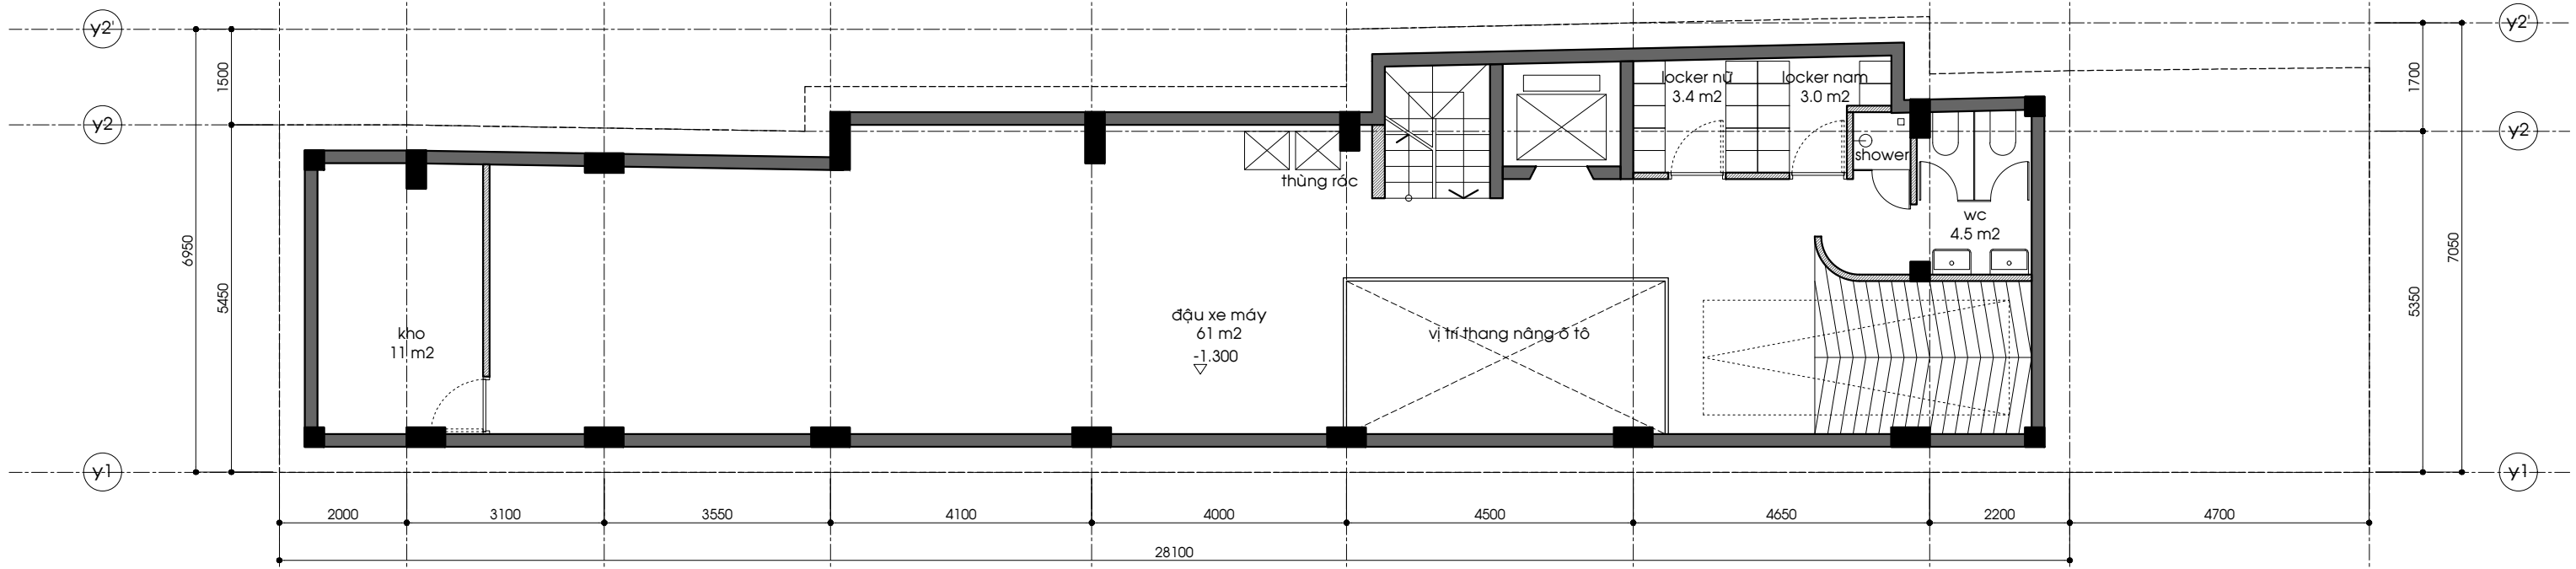 y2'
y2'
y2
y2
1500
5450
6950
1700
5350
7050
locker nữ
3.4 m2
locker nam
3.0 m2
shower
thùng rác
wc
4.5 m2
kho
11 m2
đậu xe máy
61 m2
-1.300
vị trí thang nâng ô tô
y1
y1
2000
3100
3550
4100
4000
4500
4650
2200
4700
28100